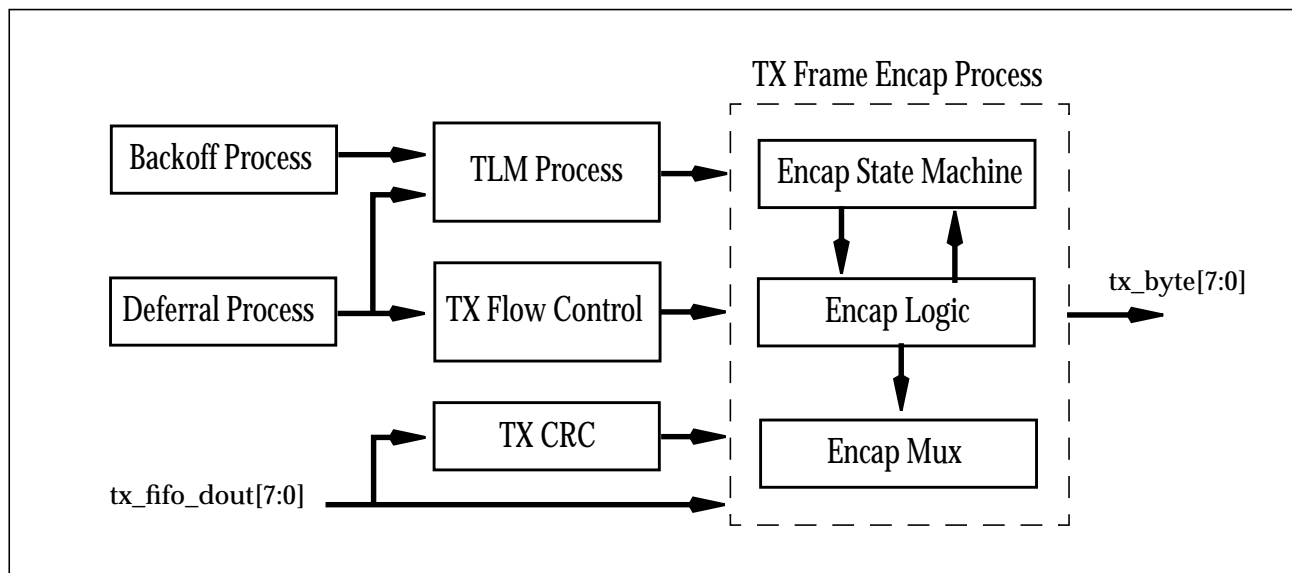 TX Frame Encap Process
Backoff Process
TLM Process
Encap State Machine
Deferral Process
TX Flow Control
Encap Logic
tx_byte[7:0]
TX CRC
Encap Mux
tx_fifo_dout[7:0]